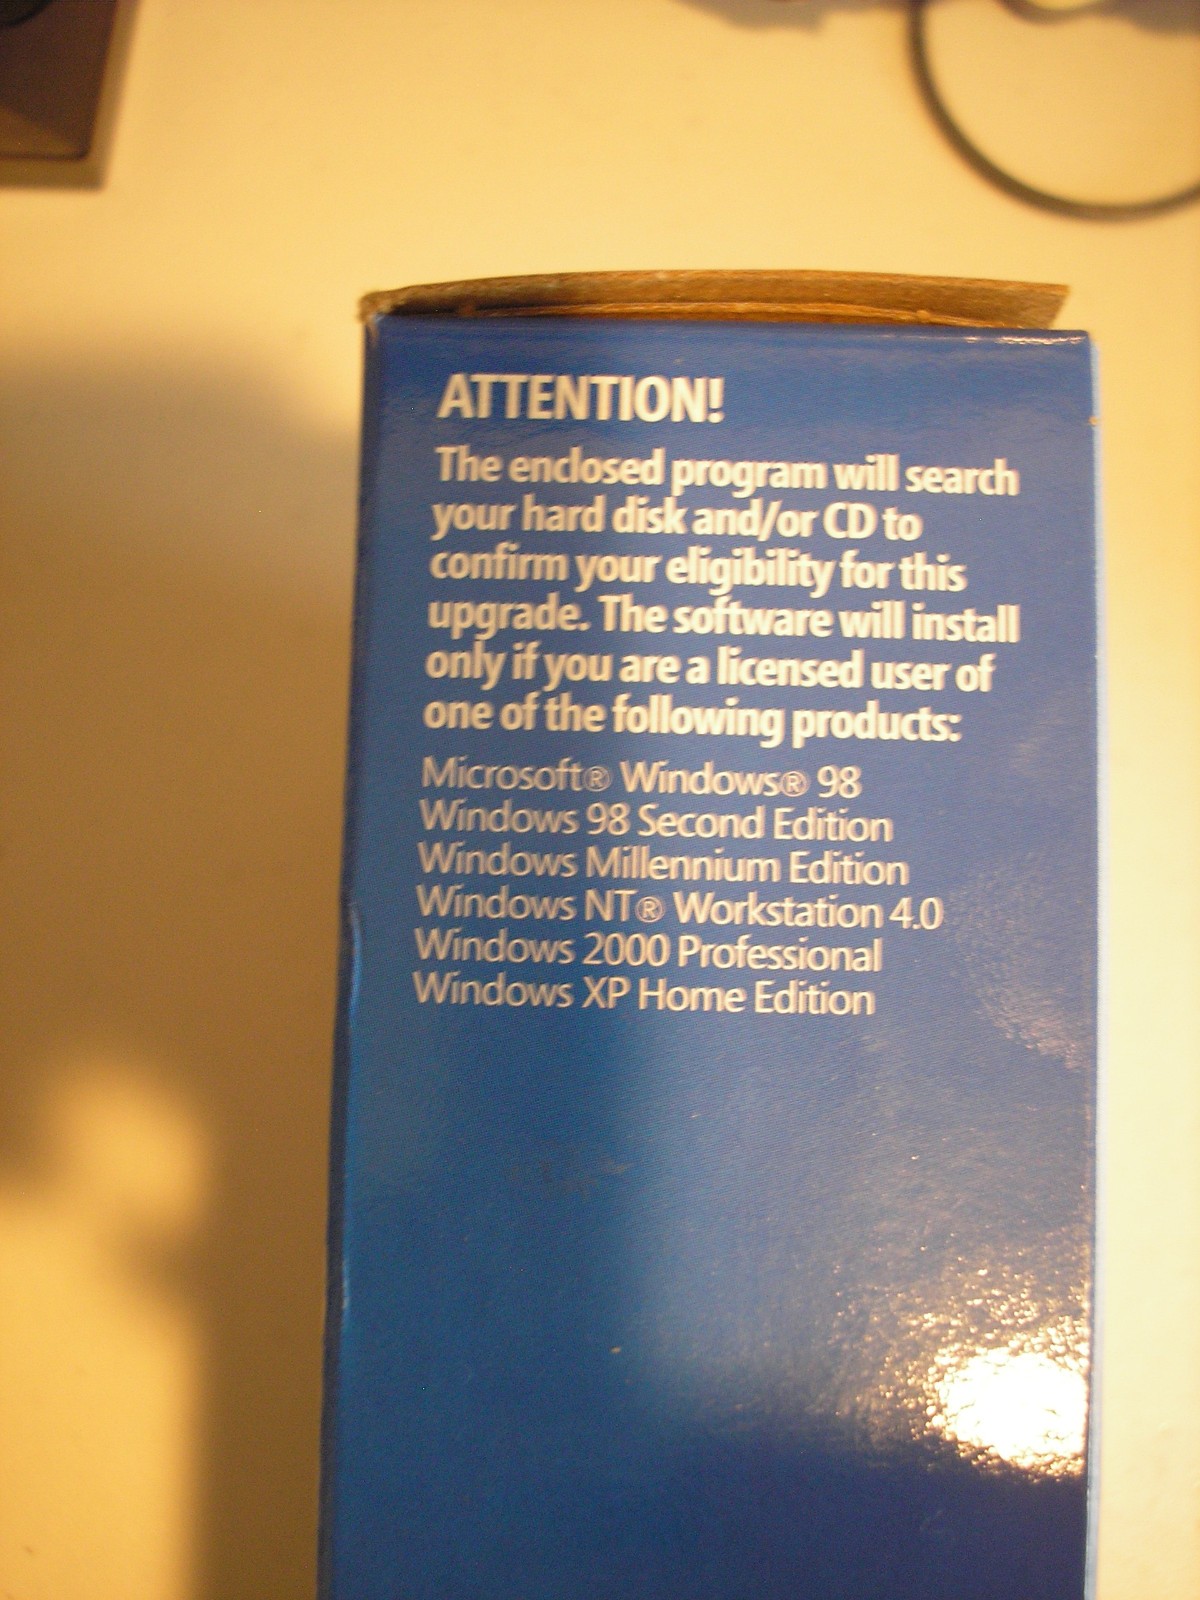 ATTENTION!
The enclosed program will search
your hard disk and/or CD to
confirm your eligibility for this
upgrade. The software will install
only if you are a licensed user of
one of the following products:
Microsoft® Windows® 98
Windows 98 Second Edition
Windows Millennium Edition
Windows NT® Workstation 4.0
Windows 2000 Professional
Windows XP Home Edition